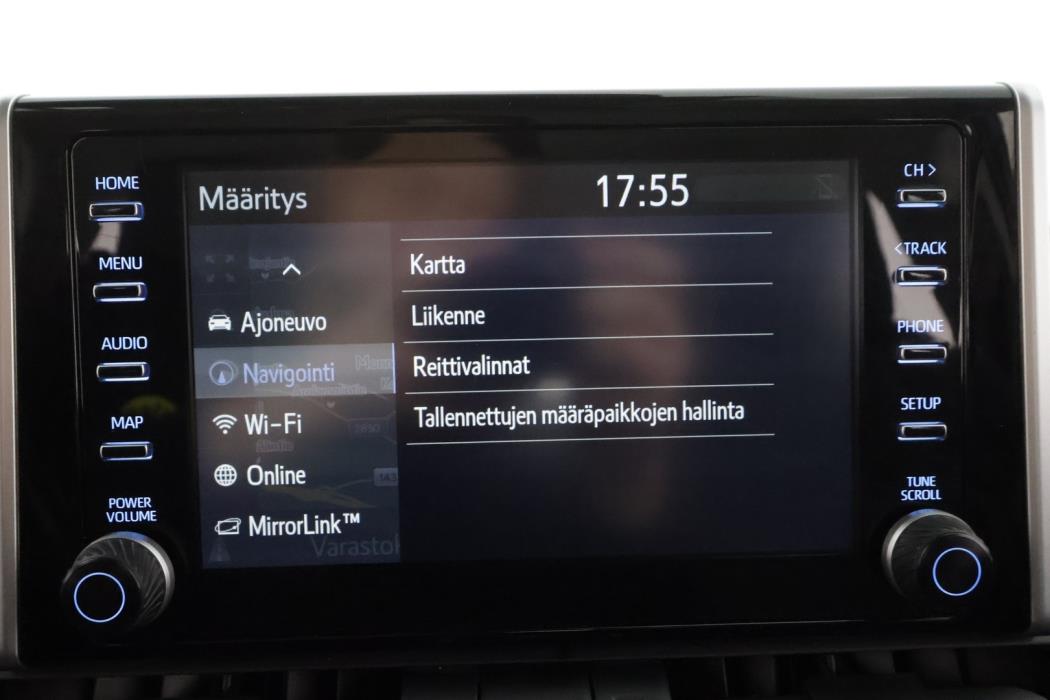 HOME
MENU
AUDIO
MAP
POWER
VOLUME
Määritys
17:55
Ajoneuvo
Navigointi
Wi-Fi
Online
MirrorLink™
Varastok
Kartta
Liikenne
Reittivalinnat
Tallennettujen määräpaikkojen hallinta
CH >
< TRACK
PHONE
SETUP
TUNE
SCROLL